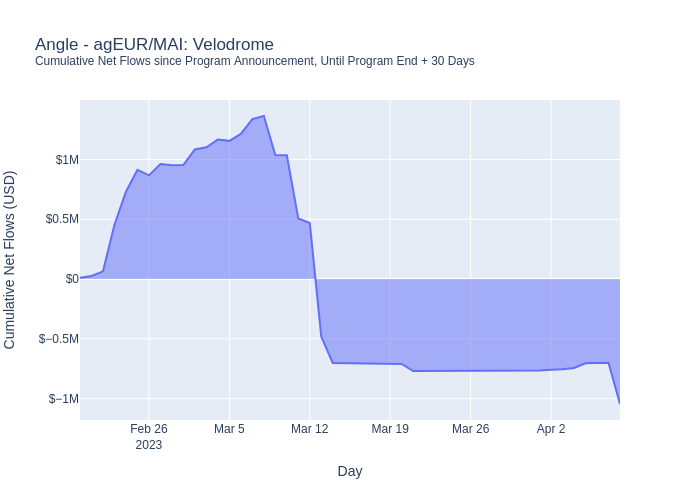 Angle - agEUR/MAI: Velodrome
Cumulative Net Flows since Program Announcement, Until Program End + 30 Days
Cumulative Net Flows (USD)
$1M
$0.5M
$0
$−0.5M
$−1M
Feb 26
2023
Mar 5
Mar 12
Mar 19
Mar 26
Apr 2
Day